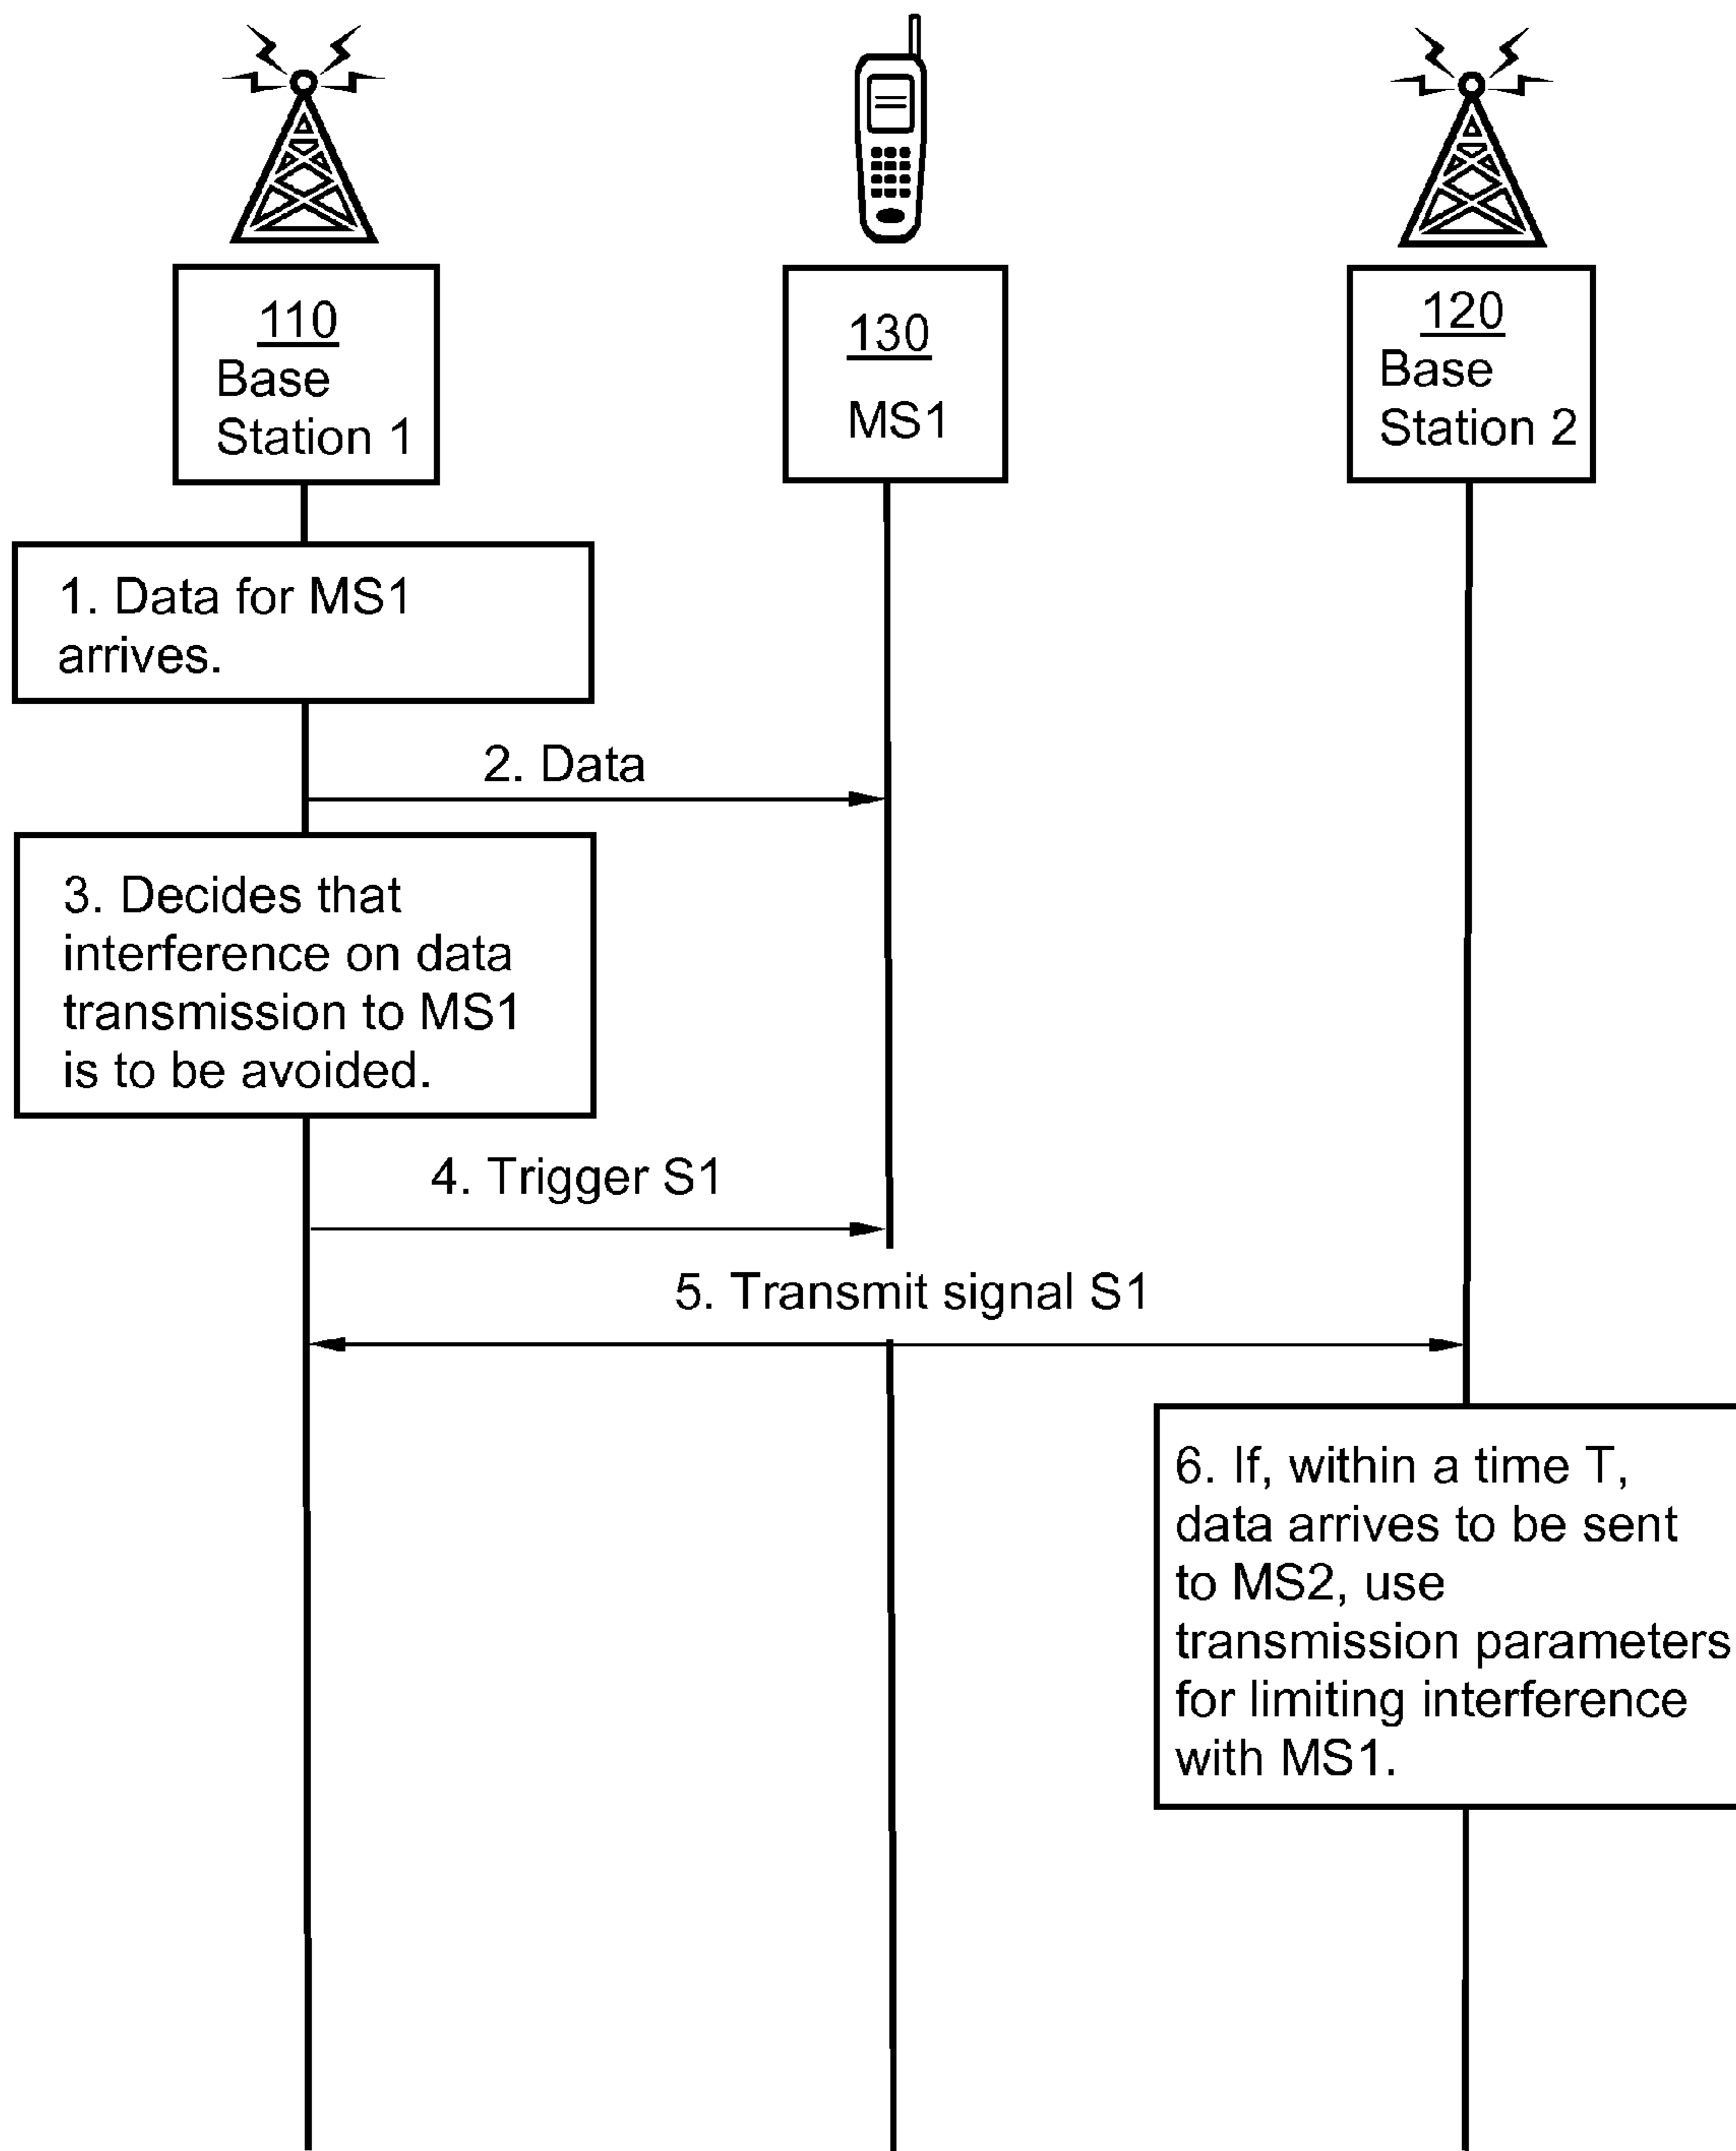 110
Base
Station 1
130
MS1
120
Base
Station 2
1. Data for MS1
arrives.
2. Data
3. Decides that
interference on data
transmission to MS1
is to be avoided.
4. Trigger S1
5. Transmit signal S1
6. If, within a time T,
data arrives to be sent
to MS2, use
transmission parameters
for limiting interference
with MS1.